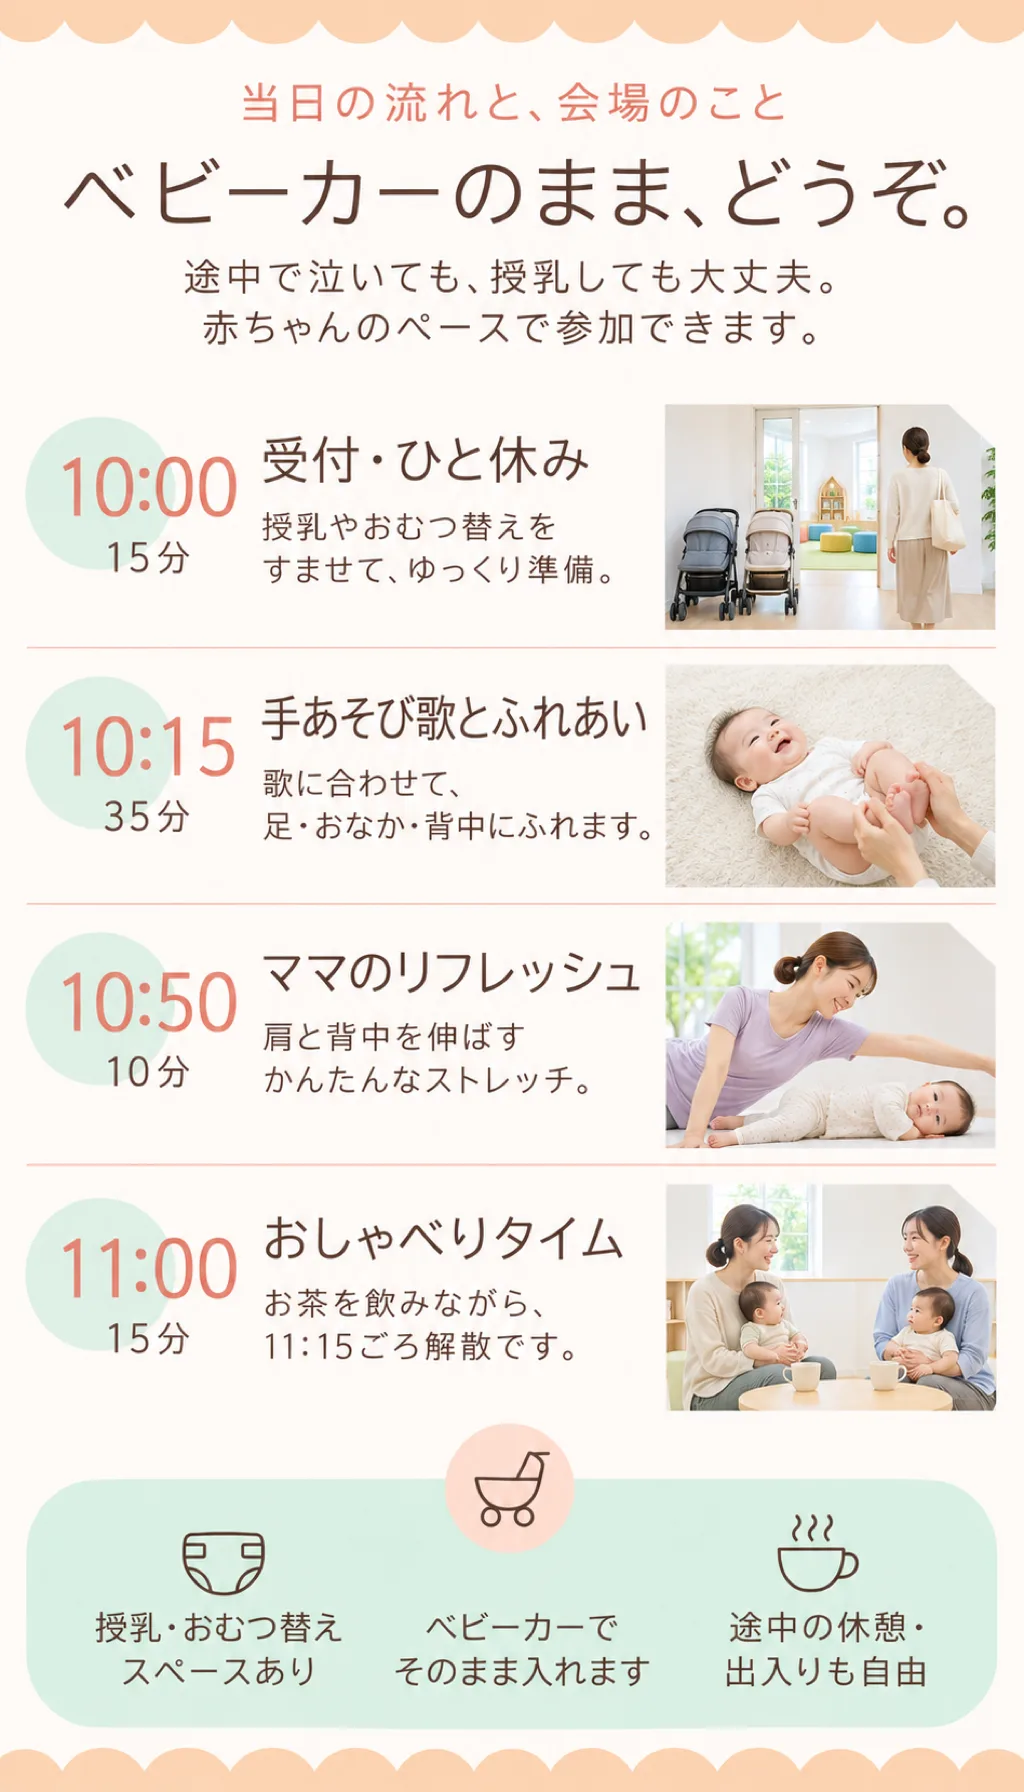 当日の流れと、会場のこと
ベビーカーのまま、どうぞ。
途中で泣いても、授乳しても大丈夫。
赤ちゃんのペースで参加できます。
10:00
15分
受付・ひと休み
授乳やおむつ替えを
すませて、ゆっくり準備。
10:15
35分
手あそび歌とふれあい
歌に合わせて、
足・おなか・背中にふれます。
10:50
10分
ママのリフレッシュ
肩と背中を伸ばす
かんたんなストレッチ。
11:00
15分
おしゃべりタイム
お茶を飲みながら、
11:15ごろ解散です。
授乳・おむつ替え
スペースあり
ベビーカーで
そのまま入れます
途中の休憩・
出入りも自由